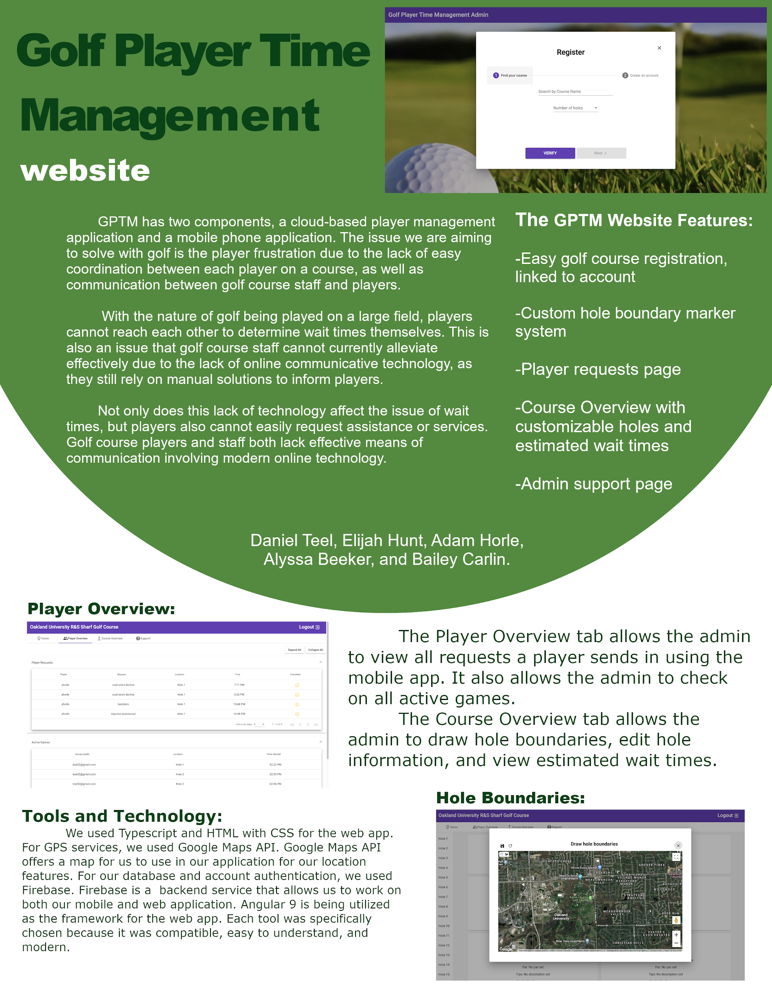 Golf Player Time
Management
website
Golf Player Time Management Admin
Register
1 Find your course
2 Create an account
Search by Course Name
Number of holes
VERIFY
Next >
GPTM has two components, a cloud-based player management
application and a mobile phone application. The issue we are aiming
to solve with golf is the player frustration due to the lack of easy
coordination between each player on a course, as well as
communication between golf course staff and players.
With the nature of golf being played on a large field, players
cannot reach each other to determine wait times themselves. This is
also an issue that golf course staff cannot currently alleviate
effectively due to the lack of online communicative technology, as
they still rely on manual solutions to inform players.
Not only does this lack of technology affect the issue of wait
times, but players also cannot easily request assistance or services.
Golf course players and staff both lack effective means of
communication involving modern online technology.
The GPTM Website Features:
-Easy golf course registration,
linked to account
-Custom hole boundary marker
system
-Player requests page
-Course Overview with
customizable holes and
estimated wait times
-Admin support page
Daniel Teel, Elijah Hunt, Adam Horle,
Alyssa Beeker, and Bailey Carlin.
Player Overview:
Oakland University R&S Sharf Golf Course Logout
Home Player Overview Course Overview Support
Expand All Collapse All
Player Requests
Player Request Location Time Complete
ahorle cool ranch doritos Hole 1 7:11 PM
ahorle cool ranch doritos Hole 1 6:06 PM
ahorle twizzlers Hole 1 10:48 PM
ahorle requires assistance! Hole 1 10:48 PM
Items per page: 5 1 – 4 of 4
Active Games
Group Leader Location Time Started
test52@gmail.com Hole 1 02:22 PM
test52@gmail.com Hole 2 02:53 PM
test52@gmail.com Hole 2 02:56 PM
The Player Overview tab allows the admin
to view all requests a player sends in using the
mobile app. It also allows the admin to check
on all active games.
The Course Overview tab allows the
admin to draw hole boundaries, edit hole
information, and view estimated wait times.
Tools and Technology:
We used Typescript and HTML with CSS for the web app.
For GPS services, we used Google Maps API. Google Maps API
offers a map for us to use in our application for our location
features. For our database and account authentication, we used
Firebase. Firebase is a  backend service that allows us to work on
both our mobile and web application. Angular 9 is being utilized
as the framework for the web app. Each tool was specifically
chosen because it was compatible, easy to understand, and
modern.
Hole Boundaries:
Oakland University R&S Sharf Golf Course Logout
Home Player Overview Course Overview Support
Hole 1
Hole 2
Hole 3
Hole 4
Hole 5
Hole 6
Hole 7
Hole 8
Hole 9
Hole 10
Hole 11
Hole 12
Hole 13
Hole 14
Hole 15
Draw hole boundaries
HUNTERS CREEK
GROSSE PINES
Whole Foods Market
FOXBORO
Meadow Brook
Amphitheatre
STRATFORD
VILLAGE MANOR
MEADOWBROOK
HILLS
STRATFORD
MANOR
Ascension
ROCHDALE
WILLOWOOD
STRATFORD
KNOLLS
Golf Course
MEADOWBROOK
VALLEY
DEER RUN
Oakland
University
W Avon Rd
W Avon Rd
EYSTER'S
AVON ESTATES
River Oaks Apartments
CHRISTIAN HILLS
Google
Par: No par set
Par: No par set
Tips: No description set
Tips: No description set